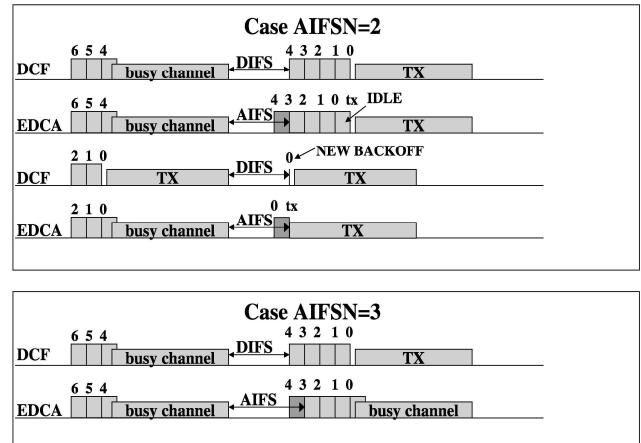 Case AIFSN=2
6 5 4 DIFS 4 3 2 1 0
DCF busy channel TX
6 5 4 AIFS 4 3 2 1 0 tx IDLE
EDCA busy channel TX
2 1 0 DIFS 0 NEW BACKOFF
DCF TX TX
2 1 0 AIFS 0 tx
EDCA busy channel TX
Case AIFSN=3
6 5 4 DIFS 4 3 2 1 0
DCF busy channel TX
6 5 4 AIFS 4 3 2 1 0
EDCA busy channel busy channel